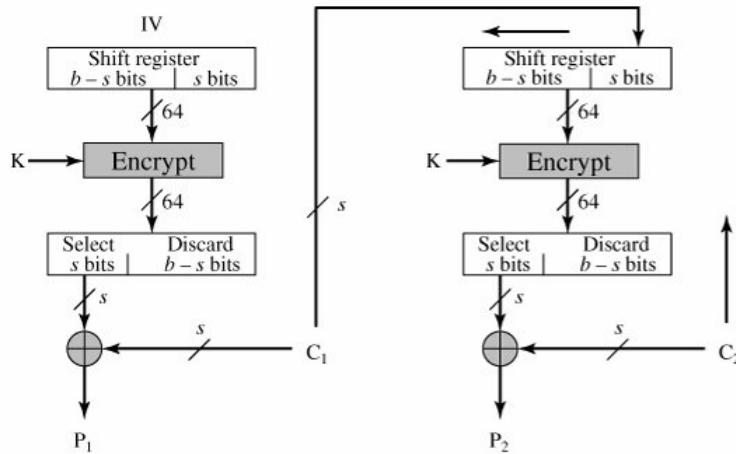 IV
Shift register
b – s bits | s bits
64
K
Encrypt
64
Select Discard
s bits | b – s bits
s
s
C1
P1
s
Shift register
b – s bits | s bits
64
K
Encrypt
64
Select Discard
s bits | b – s bits
s
s
C2
P2